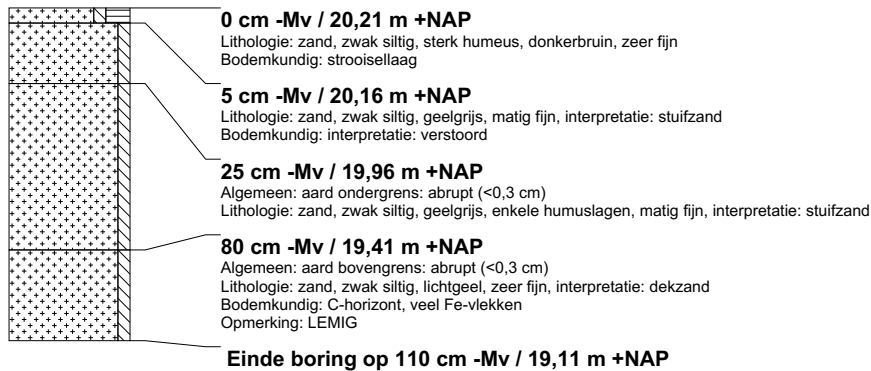 0 cm -Mv / 20,21 m +NAP
Lithologie: zand, zwak siltig, sterk humeus, donkerbruin, zeer fijn
Bodemkundig: strooisellaag
5 cm -Mv / 20,16 m +NAP
Lithologie: zand, zwak siltig, geelgrijs, matig fijn, interpretatie: stuifzand
Bodemkundig: interpretatie: verstoord
25 cm -Mv / 19,96 m +NAP
Algemeen: aard ondergrens: abrupt (<0,3 cm)
Lithologie: zand, zwak siltig, geelgrijs, enkele humuslagen, matig fijn, interpretatie: stuifzand
80 cm -Mv / 19,41 m +NAP
Algemeen: aard bovengrens: abrupt (<0,3 cm)
Lithologie: zand, zwak siltig, lichtgeel, zeer fijn, interpretatie: dekzand
Bodemkundig: C-horizont, veel Fe-vlekken
Opmerking: LEMIG
Einde boring op 110 cm -Mv / 19,11 m +NAP